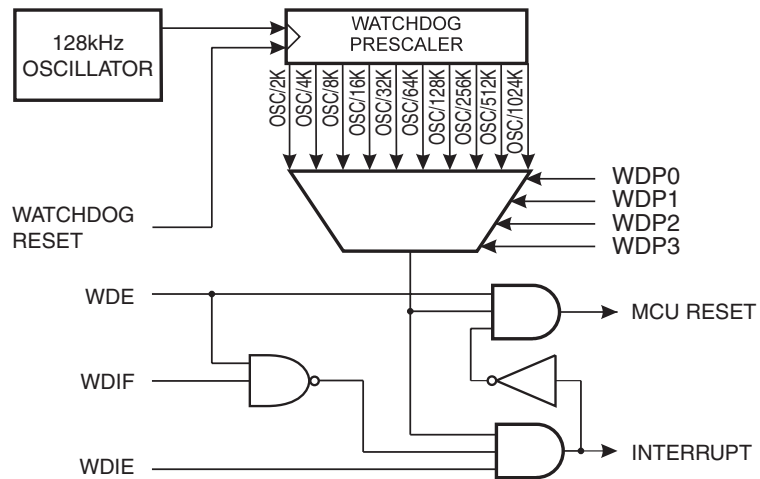 128kHz
OSCILLATOR
WATCHDOG
PRESCALER
OSC/2K
OSC/4K
OSC/8K
OSC/16K
OSC/32K
OSC/64K
OSC/128K
OSC/256K
OSC/512K
OSC/1024K
WDP0
WDP1
WDP2
WDP3
WATCHDOG
RESET
WDE
MCU RESET
WDIF
INTERRUPT
WDIE